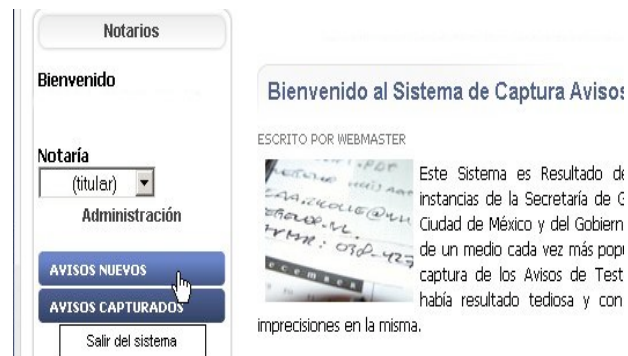 Notarios
Bienvenido
Notaría
(titular)
Administración
AVISOS NUEVOS
AVISOS CAPTURADOS
Salir del sistema
Bienvenido al Sistema de Captura Avisos
ESCRITO POR WEBMASTER
Este Sistema es Resultado de
instancias de la Secretaría de G
Ciudad de México y del Gobiern
de un medio cada vez más popu
captura de los Avisos de Test
había resultado tediosa y con
imprecisiones en la misma.